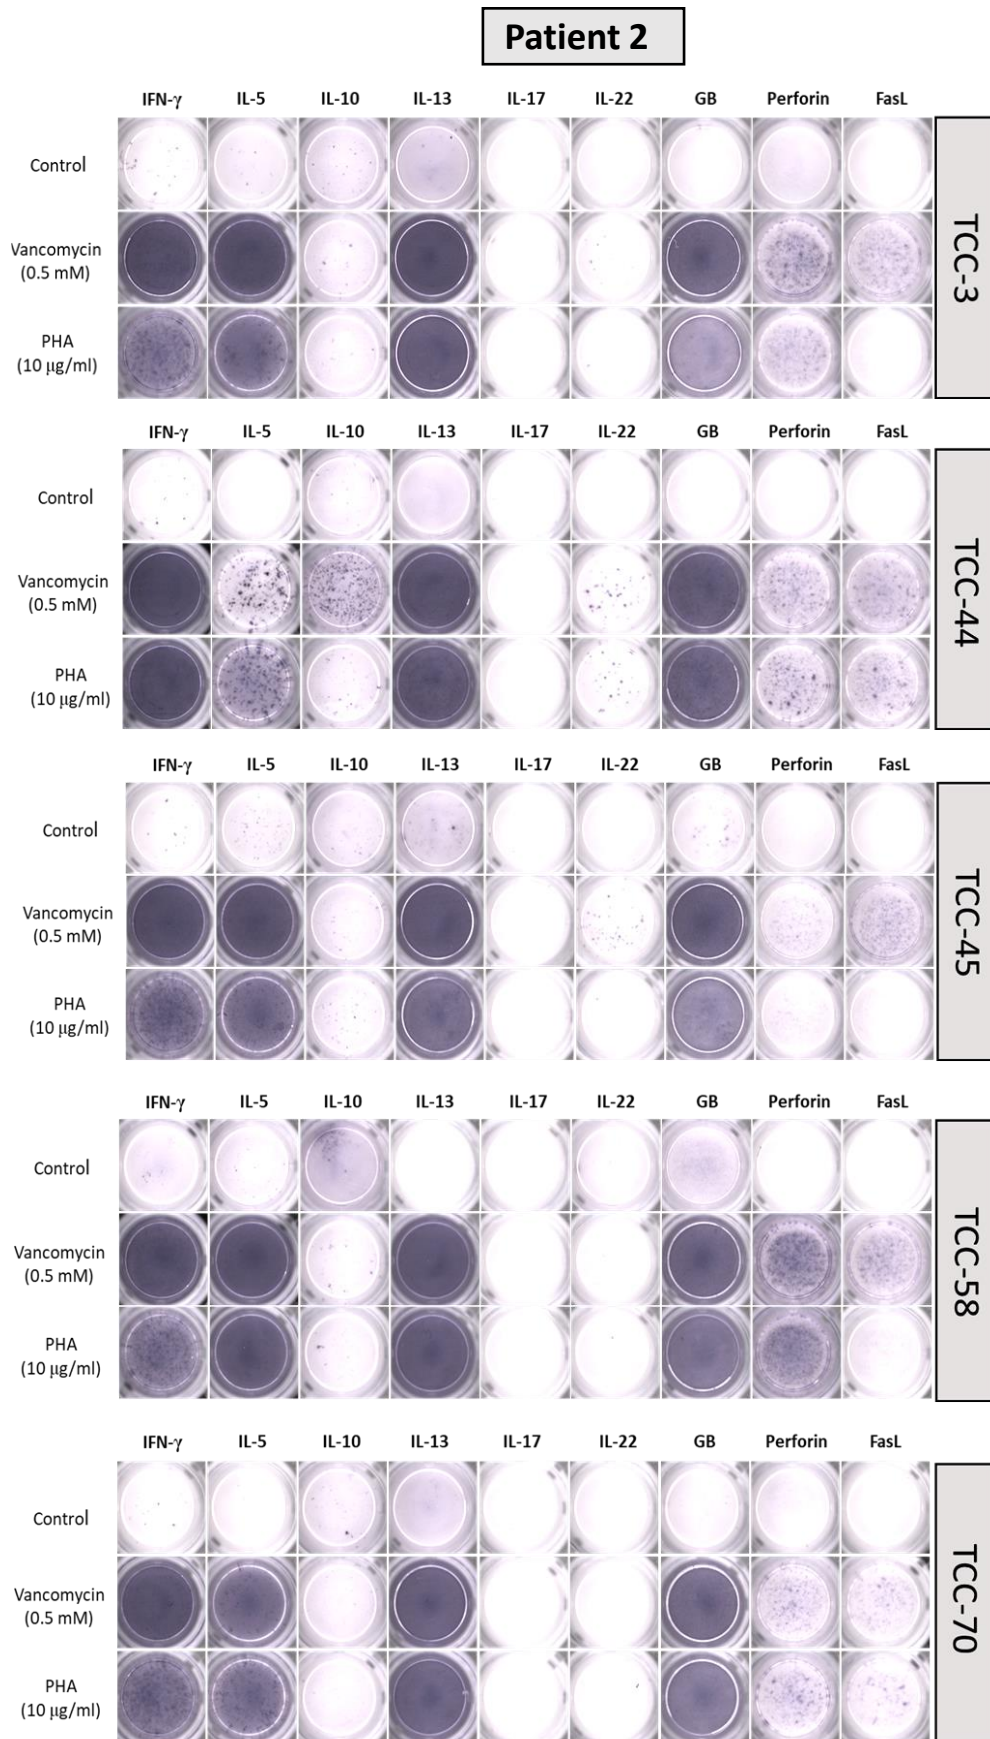 Patient 2
IFN-γ IL-5 IL-10 IL-13 IL-17 IL-22 GB Perforin FasL
Control
Vancomycin
(0.5 mM)
PHA
(10 µg/ml)
TCC-3
IFN-γ IL-5 IL-10 IL-13 IL-17 IL-22 GB Perforin FasL
Control
Vancomycin
(0.5 mM)
PHA
(10 µg/ml)
TCC-44
IFN-γ IL-5 IL-10 IL-13 IL-17 IL-22 GB Perforin FasL
Control
Vancomycin
(0.5 mM)
PHA
(10 µg/ml)
TCC-45
IFN-γ IL-5 IL-10 IL-13 IL-17 IL-22 GB Perforin FasL
Control
Vancomycin
(0.5 mM)
PHA
(10 µg/ml)
TCC-58
IFN-γ IL-5 IL-10 IL-13 IL-17 IL-22 GB Perforin FasL
Control
Vancomycin
(0.5 mM)
PHA
(10 µg/ml)
TCC-70